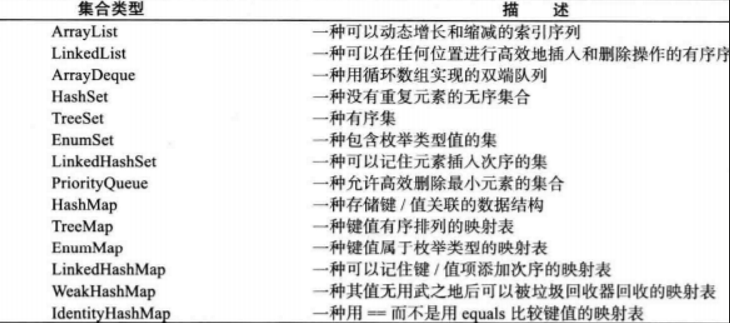 集合类型 描 述
ArrayList 一种可以动态增长和缩减的索引序列
LinkedList 一种可以在任何位置进行高效地插入和删除操作的有序序
ArrayDeque 一种用循环数组实现的双端队列
HashSet 一种没有重复元素的无序集合
TreeSet 一种有序集
EnumSet 一种包含枚举类型值的集
LinkedHashSet 一种可以记住元素插入次序的集
PriorityQueue 一种允许高效删除最小元素的集合
HashMap 一种存储键 / 值关联的数据结构
TreeMap 一种键值有序排列的映射表
EnumMap 一种键值属于枚举类型的映射表
LinkedHashMap 一种可以记住键 / 值项添加次序的映射表
WeakHashMap 一种其值无用武之地后可以被垃圾回收器回收的映射表
IdentityHashMap 一种用 == 而不是用 equals 比较键值的映射表